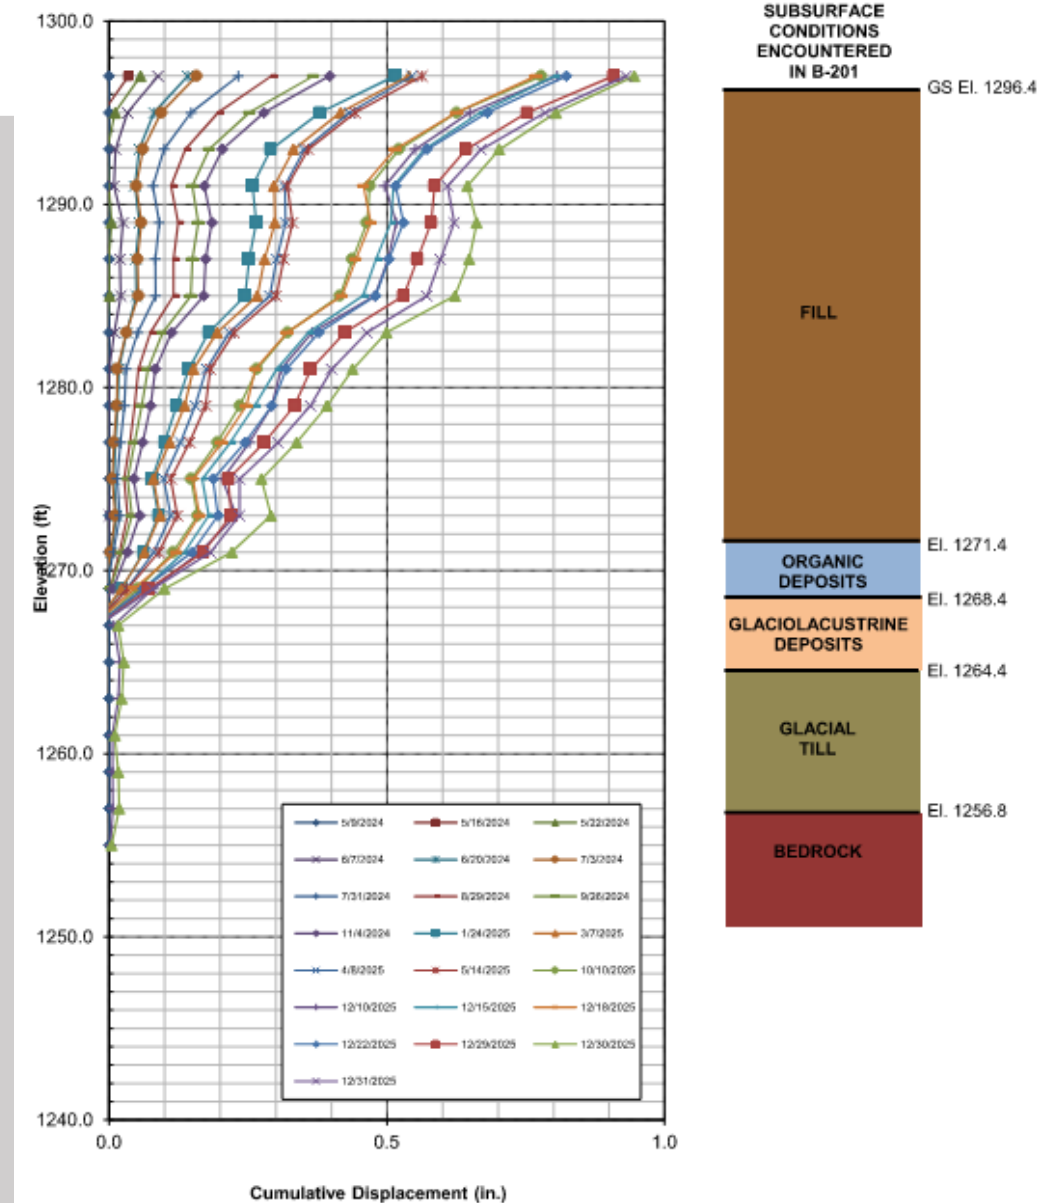 SUBSURFACE
CONDITIONS
ENCOUNTERED
IN B-201
GS El. 1296.4
FILL
El. 1271.4
ORGANIC
DEPOSITS
El. 1268.4
GLACIOLACUSTRINE
DEPOSITS
El. 1264.4
GLACIAL
TILL
El. 1256.8
BEDROCK
1300.0
1290.0
1280.0
1270.0
1260.0
1250.0
1240.0
Elevation (ft)
0.0 0.5 1.0
Cumulative Displacement (in.)
5/9/2024 5/16/2024 5/22/2024
6/7/2024 6/20/2024 7/3/2024
7/31/2024 8/29/2024 9/26/2024
11/4/2024 1/24/2025 3/7/2025
4/8/2025 5/14/2025 10/10/2025
12/10/2025 12/15/2025 12/18/2025
12/22/2025 12/29/2025 12/30/2025
12/31/2025